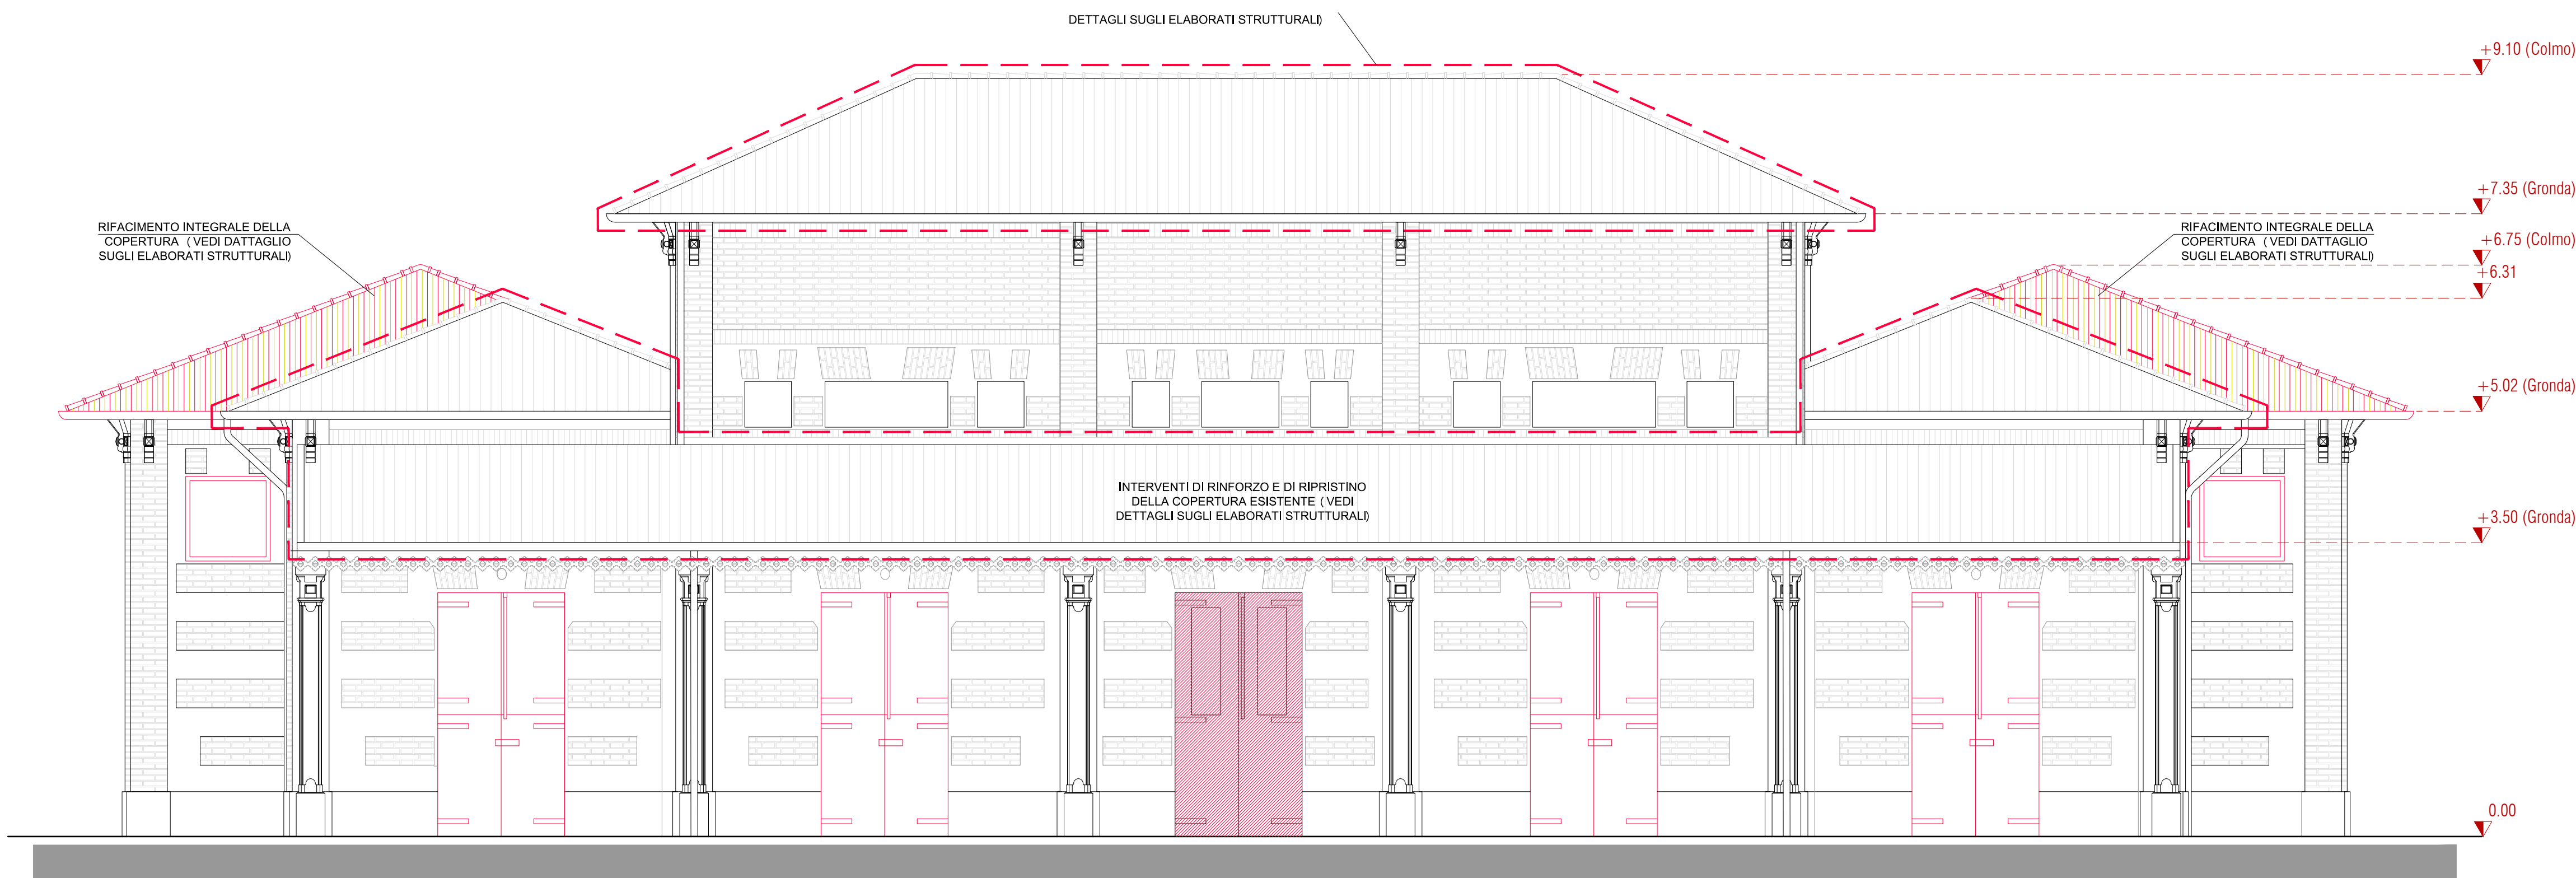 DETTAGLI SUGLI ELABORATI STRUTTURALI)
+9.10 (Colmo)
+7.35 (Gronda)
RIFACIMENTO INTEGRALE DELLA
COPERTURA (VEDI DATTAGLIO
SUGLI ELABORATI STRUTTURALI)
RIFACIMENTO INTEGRALE DELLA
COPERTURA (VEDI DATTAGLIO
SUGLI ELABORATI STRUTTURALI)
+6.75 (Colmo)
+6.31
+5.02 (Gronda)
INTERVENTI DI RINFORZO E DI RIPRISTINO
DELLA COPERTURA ESISTENTE (VEDI
DETTAGLI SUGLI ELABORATI STRUTTURALI)
+3.50 (Gronda)
0.00